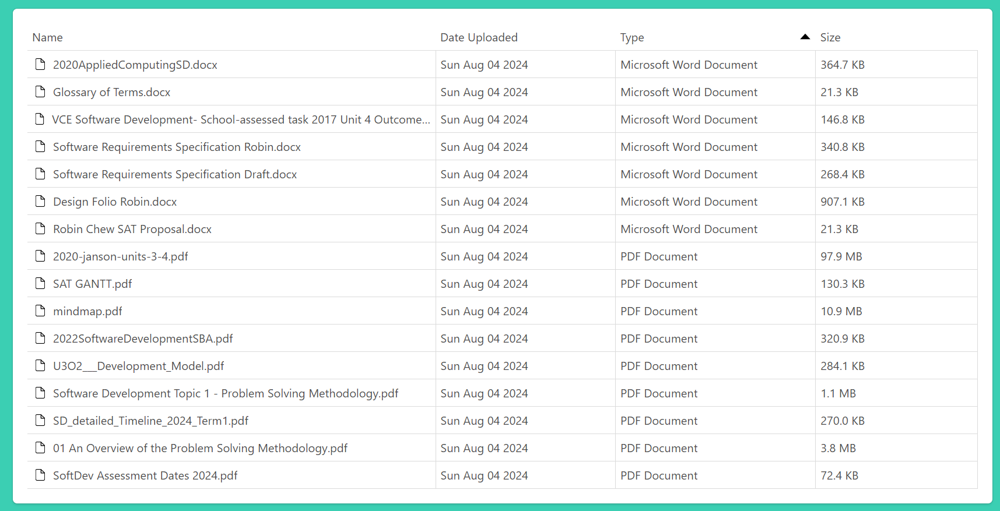 Name Date Uploaded Type Size
2020AppliedComputingSD.docx Sun Aug 04 2024 Microsoft Word Document 364.7 KB
Glossary of Terms.docx Sun Aug 04 2024 Microsoft Word Document 21.3 KB
VCE Software Development- School-assessed task 2017 Unit 4 Outcome... Sun Aug 04 2024 Microsoft Word Document 146.8 KB
Software Requirements Specification Robin.docx Sun Aug 04 2024 Microsoft Word Document 340.8 KB
Software Requirements Specification Draft.docx Sun Aug 04 2024 Microsoft Word Document 268.4 KB
Design Folio Robin.docx Sun Aug 04 2024 Microsoft Word Document 907.1 KB
Robin Chew SAT Proposal.docx Sun Aug 04 2024 Microsoft Word Document 21.3 KB
2020-janson-units-3-4.pdf Sun Aug 04 2024 PDF Document 97.9 MB
SAT GANTT.pdf Sun Aug 04 2024 PDF Document 130.3 KB
mindmap.pdf Sun Aug 04 2024 PDF Document 10.9 MB
2022SoftwareDevelopmentSBA.pdf Sun Aug 04 2024 PDF Document 320.9 KB
U3O2___Development_Model.pdf Sun Aug 04 2024 PDF Document 284.1 KB
Software Development Topic 1 - Problem Solving Methodology.pdf Sun Aug 04 2024 PDF Document 1.1 MB
SD_detailed_Timeline_2024_Term1.pdf Sun Aug 04 2024 PDF Document 270.0 KB
01 An Overview of the Problem Solving Methodology.pdf Sun Aug 04 2024 PDF Document 3.8 MB
SoftDev Assessment Dates 2024.pdf Sun Aug 04 2024 PDF Document 72.4 KB